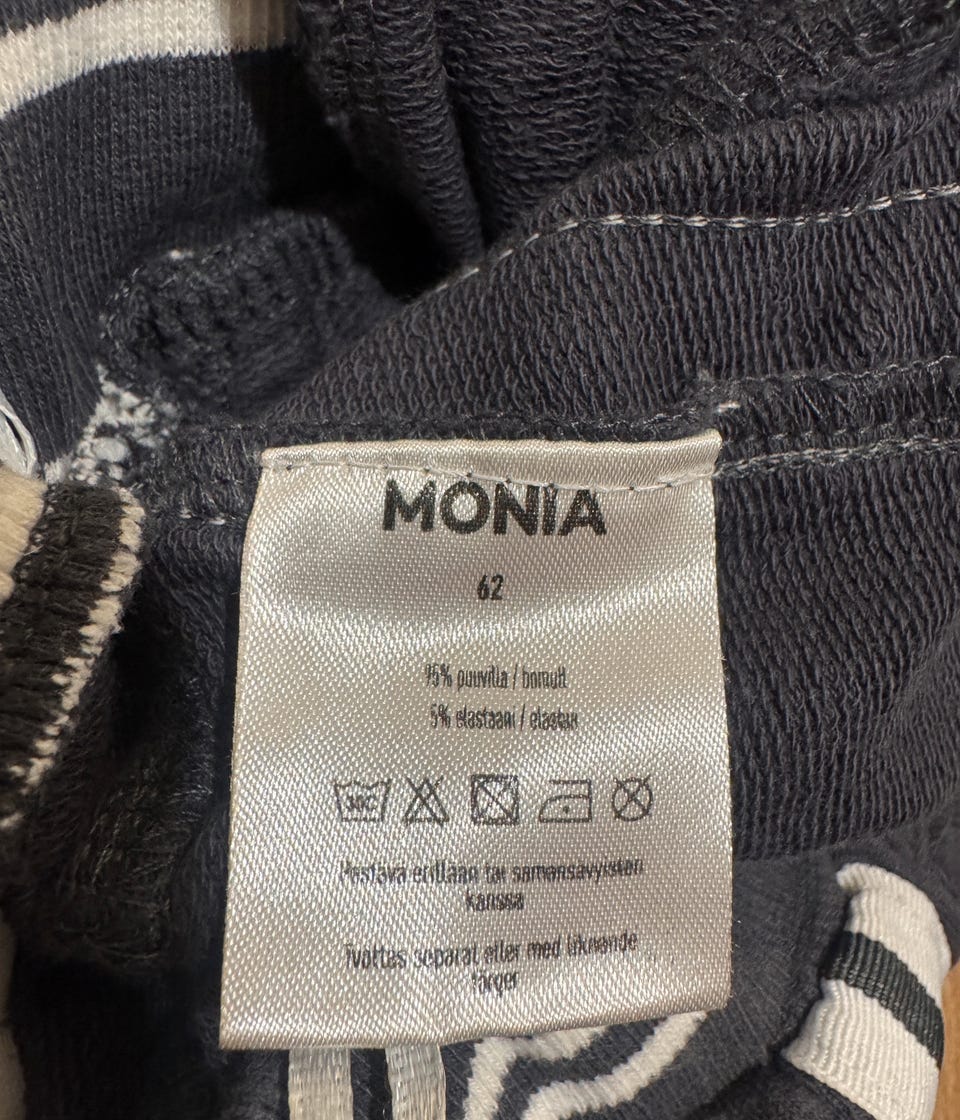 MONIA
62
95% puuvilla / bomull
5% elastaani / elastan
30C
Pestävä erillään tai samansävyisten
kanssa
Tvättas separat eller med liknande
färger